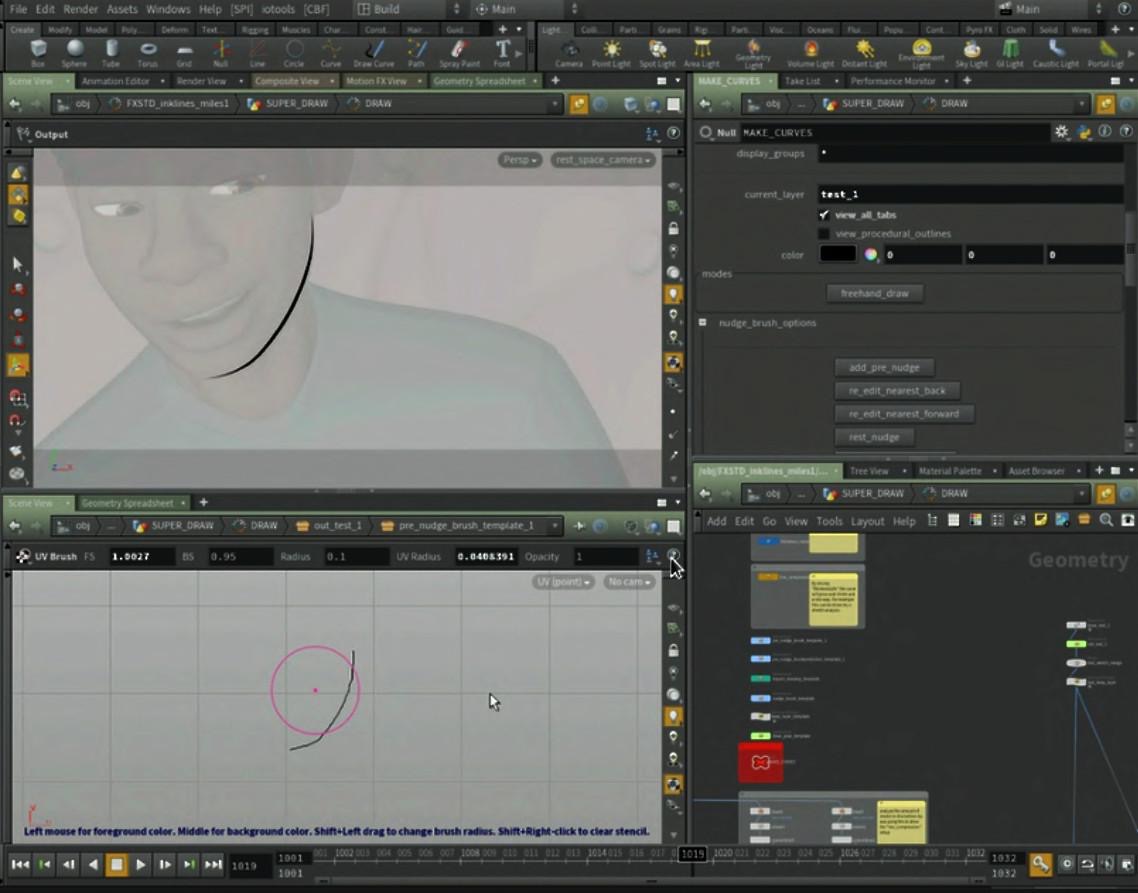 File Edit Render Assets Windows Help [SPI] iotools [CBF] Build Main Main
Create Modify Model Poly... Deform Text... Rigging Muscles Char... Const... Hair... Guid...
Light... Colli... Parti... Grains Rigi... Parti... Visc... Oceans Flui... Popu... Cont... Pyro FX Cloth Solid Wires
Box Sphere Tube Torus Grid Null Line Circle Curve Draw Curve Path Spray Paint Font
Camera Point Light Spot Light Area Light Geometry Light Volume Light Distant Light Environment Light Sky Light GI Light Caustic Light Portal Ligl
Scene View Animation Editor Render View Composite View Motion FX View Geometry Spreadsheet
MAKE_CURVES Take List Performance Monitor
obj FXSTD_inklines_miles1 SUPER_DRAW DRAW
obj ... SUPER_DRAW DRAW
Output
Null MAKE_CURVES
Persp rest_space_camera
display_groups *
current_layer test_1
view_all_tabs
view_procedural_outlines
color 0 0 0
modes
freehand_draw
nudge_brush_options
add_pre_nudge
re_edit_nearest_back
re_edit_nearest_forward
rest_nudge
/obj/FXSTD_inklines_miles1/... Tree View Material Palette Asset Browser
obj ... SUPER_DRAW DRAW
Add Edit Go View Tools Layout Help
Geometry
Scene View Geometry Spreadsheet
obj ... SUPER_DRAW DRAW out_test_1 pre_nudge_brush_template_1
UV Brush FS 1.0027 BS 0.95 Radius 0.1 UV Radius 0.0408391 Opacity 1
UV (point) No cam
Left mouse for foreground color. Middle for background color. Shift+Left drag to change brush radius. Shift+Right-click to clear stencil.
1019 1001 001 1002 003 005 1008 009 011 1014 015 017 1019 1020 021 022 023 025 1026 027 029 030 031 1032 1032
1001 1032